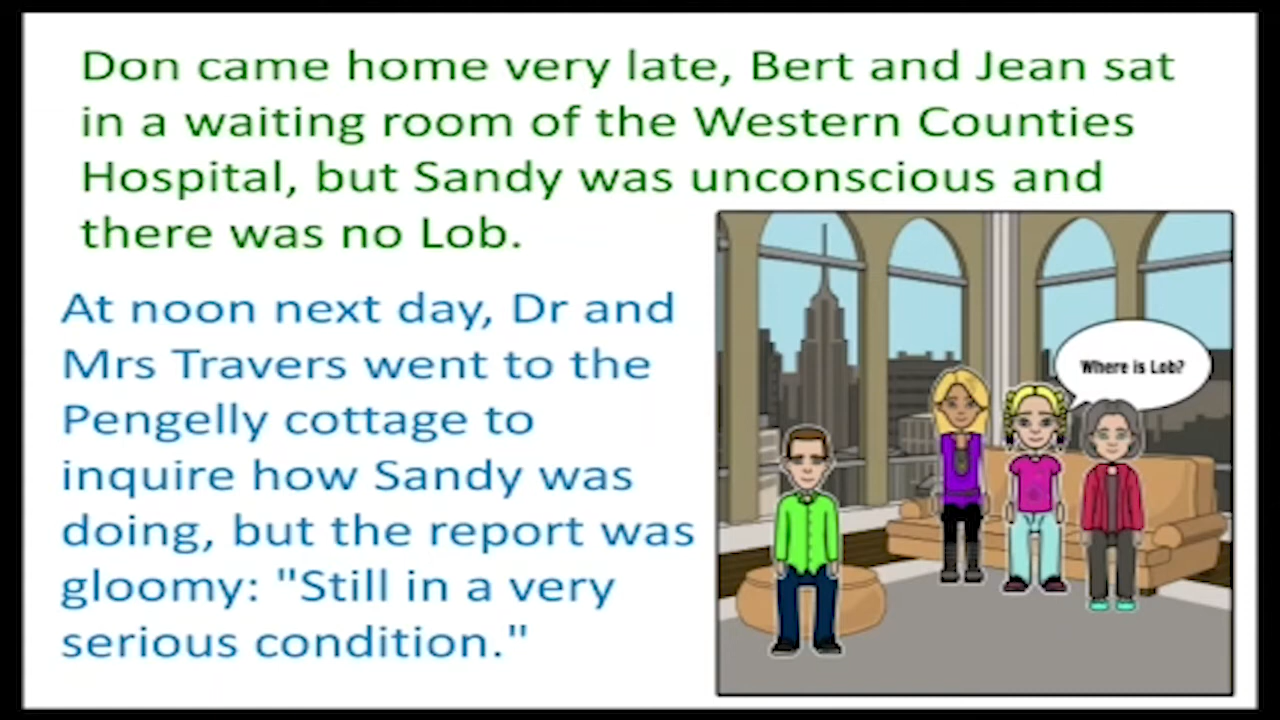 Don came home very late, Bert and Jean sat
in a waiting room of the Western Counties
Hospital, but Sandy was unconscious and
there was no Lob.
At noon next day, Dr and
Mrs Travers went to the
Pengelly cottage to
inquire how Sandy was
doing, but the report was
gloomy: "Still in a very
serious condition."
Where is Lob?